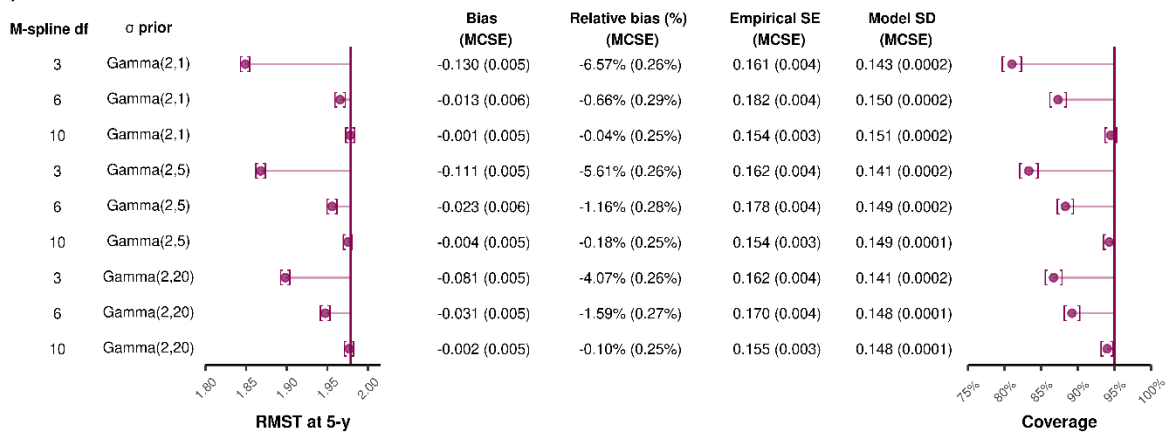 M-spline df σ prior Bias (MCSE) Relative bias (%) (MCSE) Empirical SE (MCSE) Model SD (MCSE)
3 Gamma(2,1) -0.130 (0.005) -6.57% (0.26%) 0.161 (0.004) 0.143 (0.0002)
6 Gamma(2,1) -0.013 (0.006) -0.66% (0.29%) 0.182 (0.004) 0.150 (0.0002)
10 Gamma(2,1) -0.001 (0.005) -0.04% (0.25%) 0.154 (0.003) 0.151 (0.0002)
3 Gamma(2,5) -0.111 (0.005) -5.61% (0.26%) 0.162 (0.004) 0.141 (0.0002)
6 Gamma(2,5) -0.023 (0.006) -1.16% (0.28%) 0.178 (0.004) 0.149 (0.0002)
10 Gamma(2,5) -0.004 (0.005) -0.18% (0.25%) 0.154 (0.003) 0.149 (0.0001)
3 Gamma(2,20) -0.081 (0.005) -4.07% (0.26%) 0.162 (0.004) 0.141 (0.0002)
6 Gamma(2,20) -0.031 (0.005) -1.59% (0.27%) 0.170 (0.004) 0.148 (0.0001)
10 Gamma(2,20) -0.002 (0.005) -0.10% (0.25%) 0.155 (0.003) 0.148 (0.0001)
1.80 1.85 1.90 1.95 2.00 75% 80% 85% 90% 95% 100%
RMST at 5-y Coverage